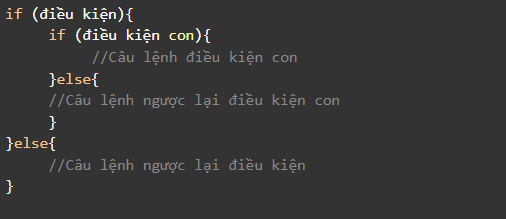 if (điều kiện){
if (điều kiện con){
//Câu lệnh điều kiện con
}else{
//Câu lệnh ngược lại điều kiện con
}
}else{
//Câu lệnh ngược lại điều kiện
}